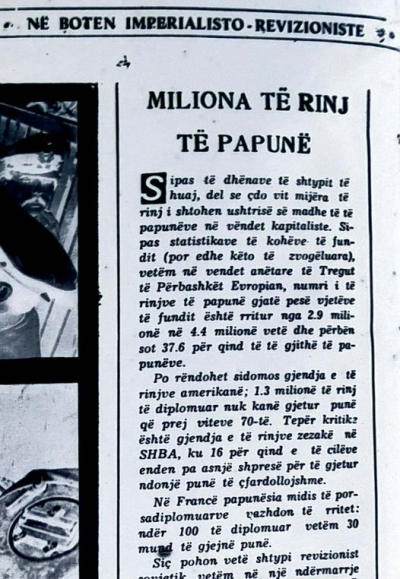 NË BOTEN IMPERIALISTO-REVIZIONISTE
MILIONA TË RINJ
TË PAPUNË
Sipas të dhënave të shtypit të
huaj, del se çdo vit mijëra të
rinj i shtohen ushtrisë së madhe të të
papunëve në vëndet kapitaliste. Si-
pas statistikave të kohëve të fun-
dit (por edhe këto të zvogëluara),
vetëm në vendet anëtare të Tregut
të Përbashkët Evropian, numri i të
rinjve të papunë gjatë pesë vjetëve
të fundit është rritur nga 2.9 mili-
onë në 4.4 milionë vetë dhe përbën
sot 37.6 për qind të të gjithë të pa-
punëve.
Po rëndohet sidomos gjendja e të
rinjve amerikanë; 1.3 milionë të rinj
të diplomuar nuk kanë gjetur punë
që prej viteve 70-të. Tepër kritike
është gjendja e të rinjve zezakë në
SHBA, ku 16 për qind e të cilëve
enden pa asnjë shpresë për të gjetur
ndonjë punë të çfardollojshme.
Në Francë papunësia midis të por-
sadiplomuarve vazhdon të rritet:
ndër 100 të diplomuar vetëm 30
mund të gjejnë punë.
Siç pohon vetë shtypi revizionist
sovjetik vetëm në një ndërmarrje